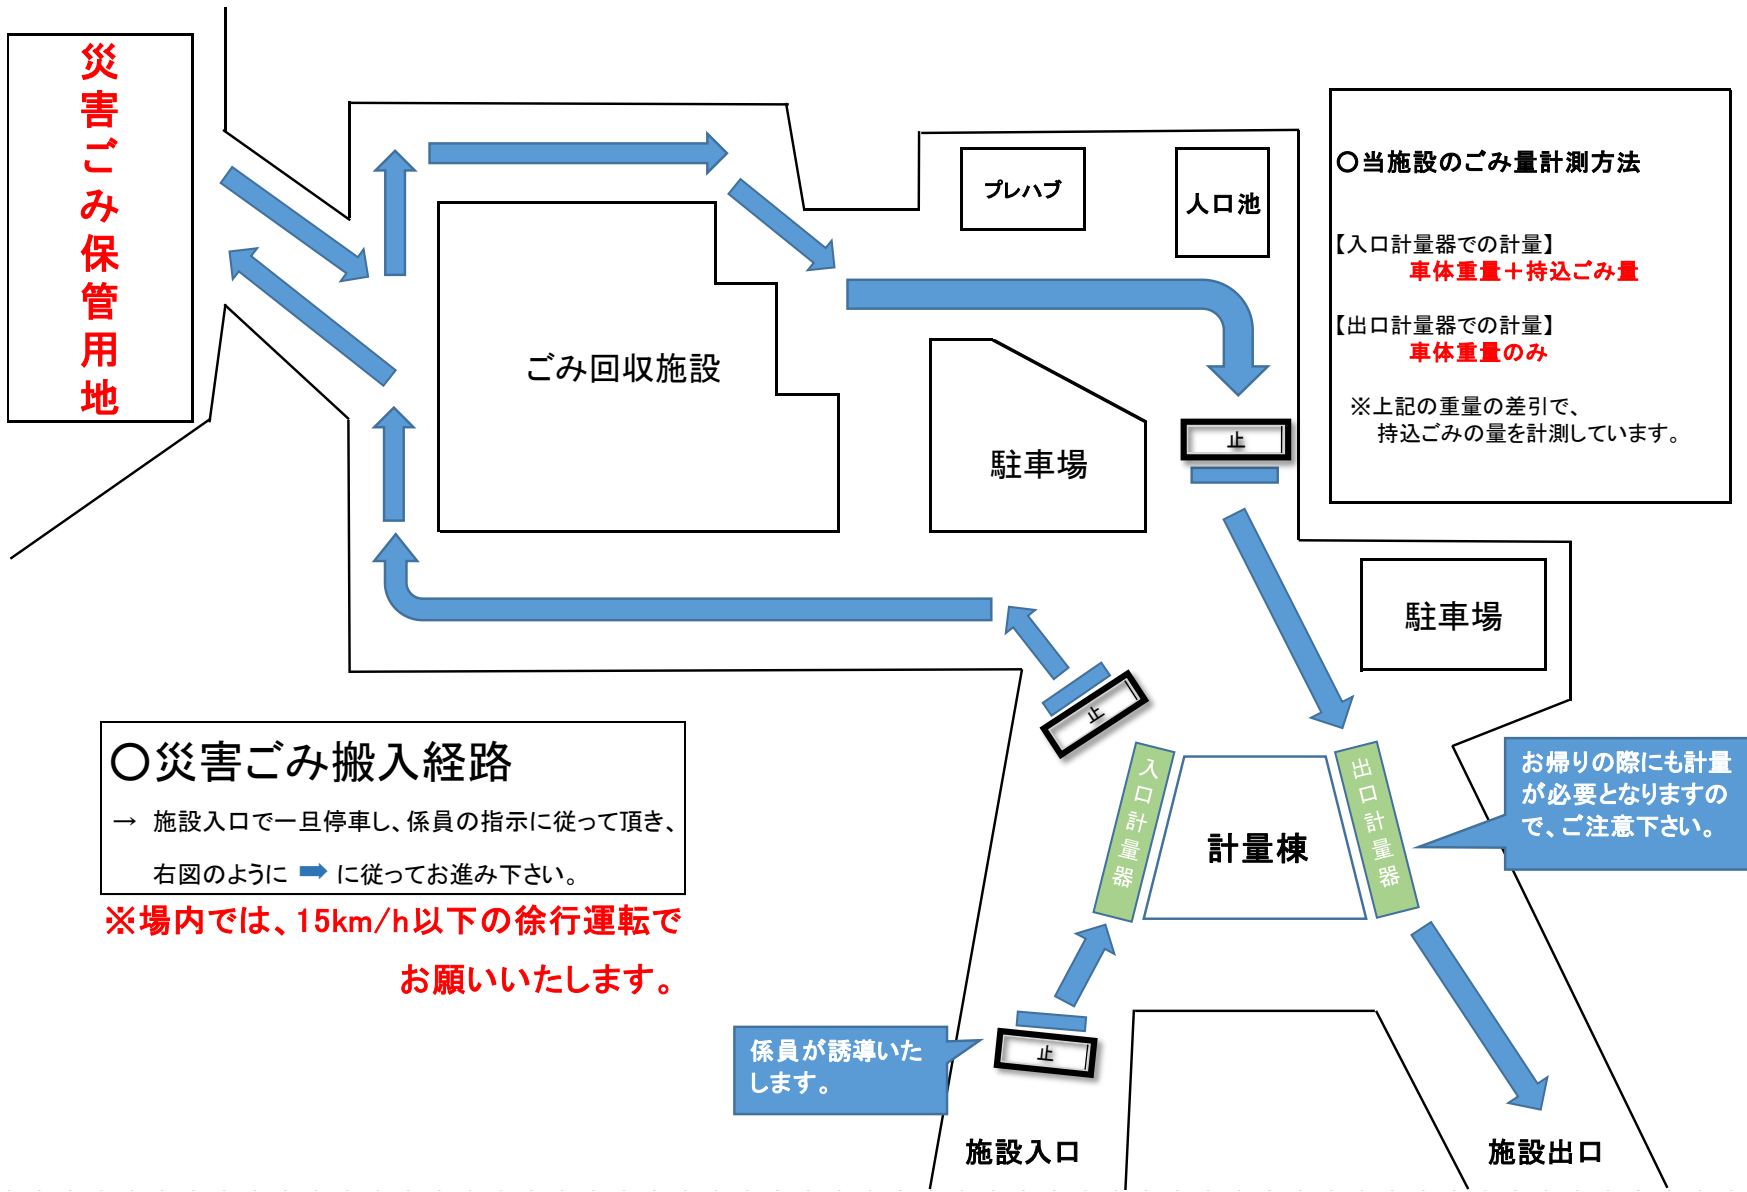 災害ごみ保管用地
プレハブ
人口池
〇当施設のごみ量計測方法
【入口計量器での計量】
車体重量＋持込ごみ量
【出口計量器での計量】
車体重量のみ
※上記の重量の差引で、
持込ごみの量を計測しています。
ごみ回収施設
駐車場
止
駐車場
止
〇災害ごみ搬入経路
→ 施設入口で一旦停車し、係員の指示に従って頂き、
右図のように ➡ に従ってお進み下さい。
※場内では、15km/h以下の徐行運転で
お願いいたします。
入口計量器
計量棟
出口計量器
お帰りの際にも計量
が必要となりますの
で、ご注意下さい。
係員が誘導いた
します。
止
施設入口
施設出口